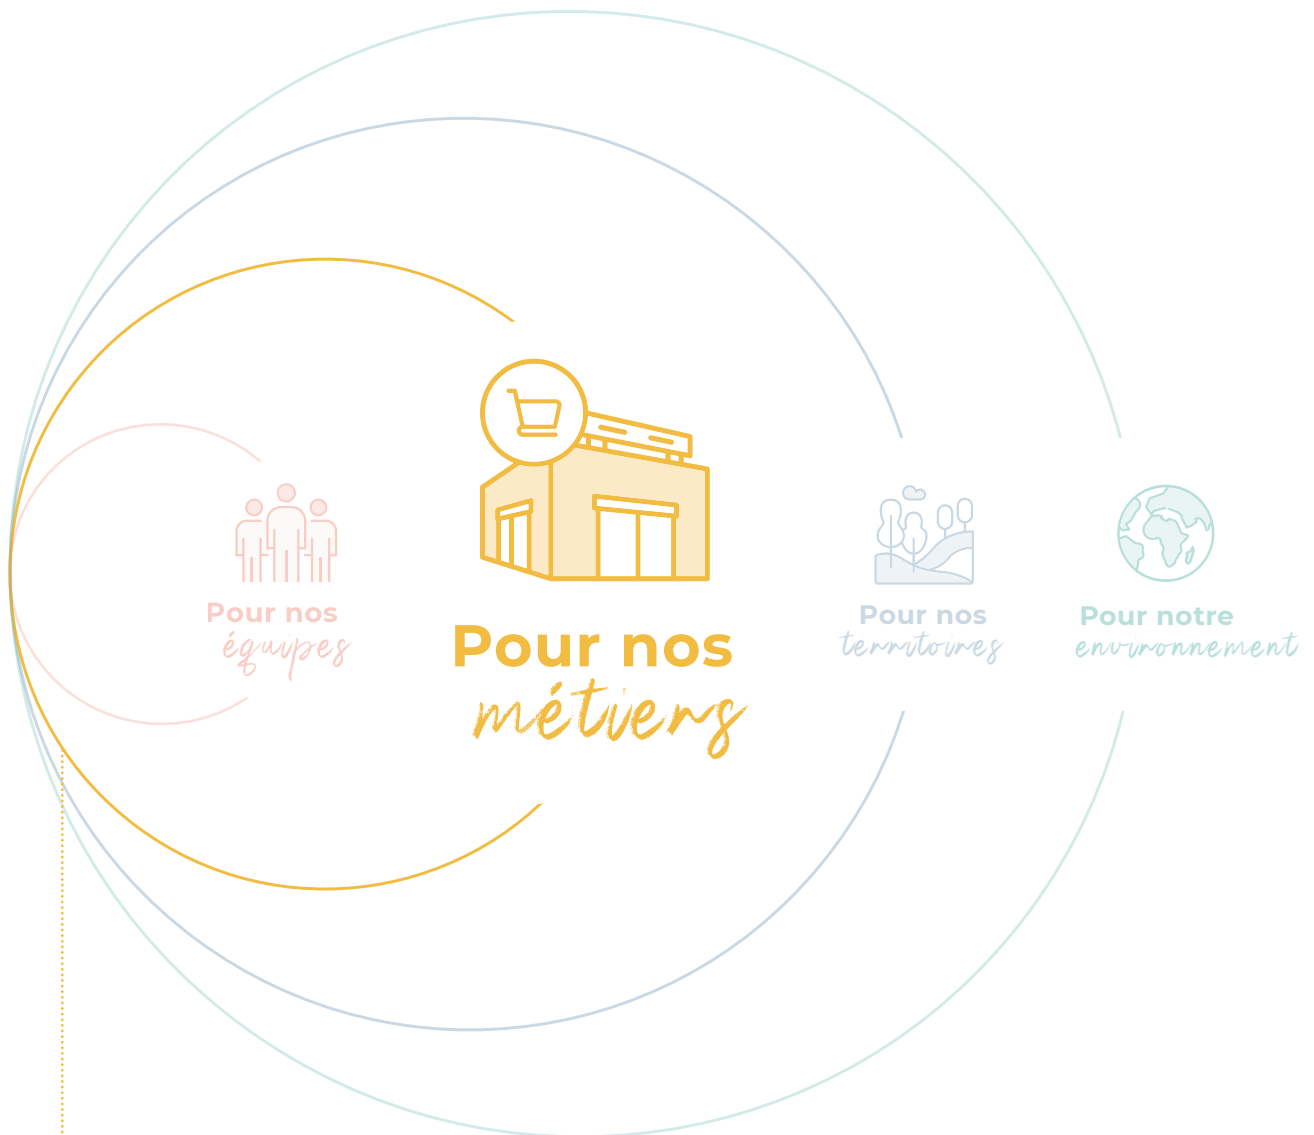 Pour nos
équipes
Pour nos
métiers
Pour nos
territoires
Pour notre
environnement